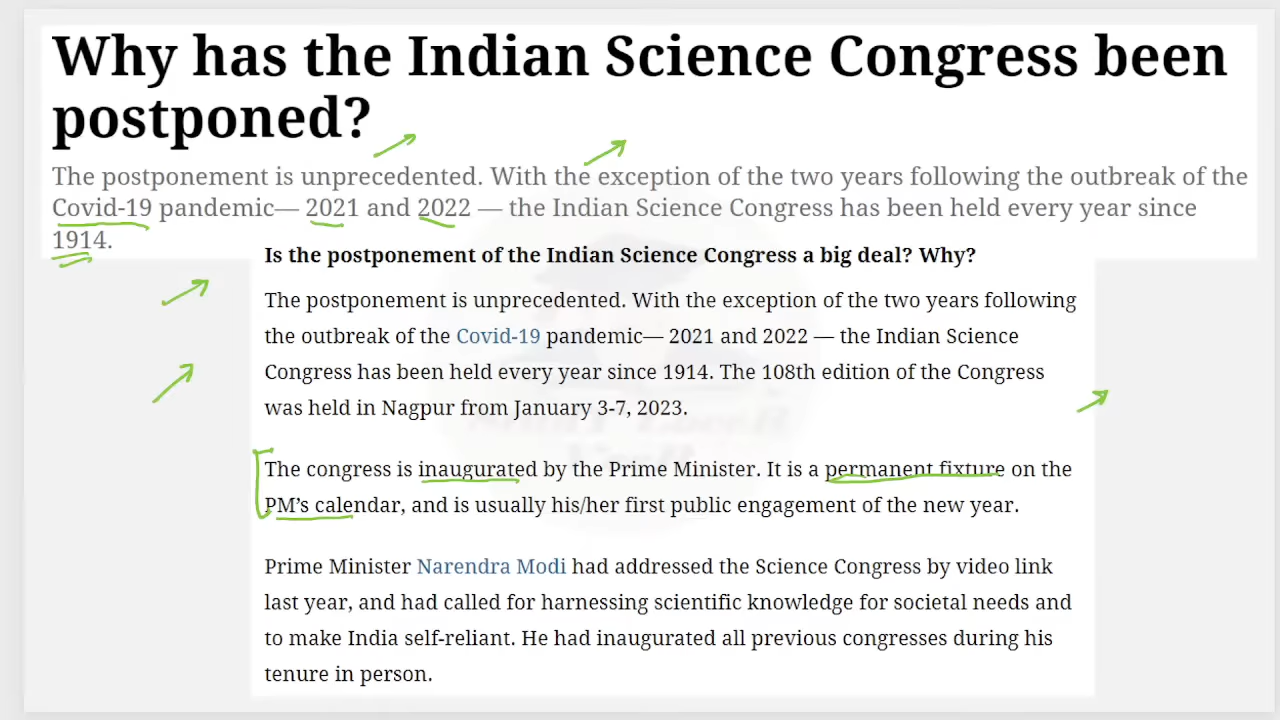 Why has the Indian Science Congress been
postponed?
The postponement is unprecedented. With the exception of the two years following the outbreak of the
Covid-19 pandemic— 2021 and 2022 — the Indian Science Congress has been held every year since
1914.
Is the postponement of the Indian Science Congress a big deal? Why?
The postponement is unprecedented. With the exception of the two years following
the outbreak of the Covid-19 pandemic— 2021 and 2022 — the Indian Science
Congress has been held every year since 1914. The 108th edition of the Congress
was held in Nagpur from January 3-7, 2023.
The congress is inaugurated by the Prime Minister. It is a permanent fixture on the
PM’s calendar, and is usually his/her first public engagement of the new year.
Prime Minister Narendra Modi had addressed the Science Congress by video link
last year, and had called for harnessing scientific knowledge for societal needs and
to make India self-reliant. He had inaugurated all previous congresses during his
tenure in person.